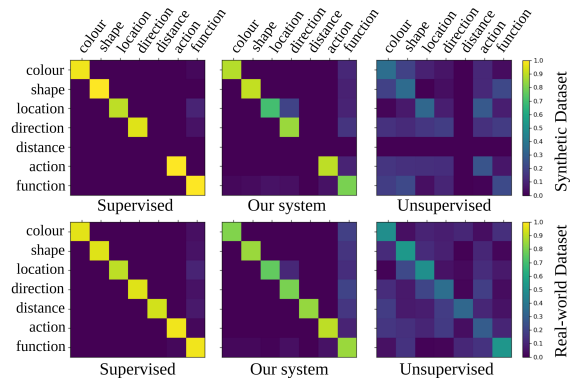 colour shape location direction distance action function
colour shape location direction distance action function
colour shape location direction distance action function
colour
shape
location
direction
distance
action
function
1.0
0.9
0.8
0.7
0.6
0.5
0.4
0.3
0.2
0.1
0.0
Synthetic Dataset
Supervised
Our system
Unsupervised
colour
shape
location
direction
distance
action
function
1.0
0.9
0.8
0.7
0.6
0.5
0.4
0.3
0.2
0.1
0.0
Real-world Dataset
Supervised
Our system
Unsupervised